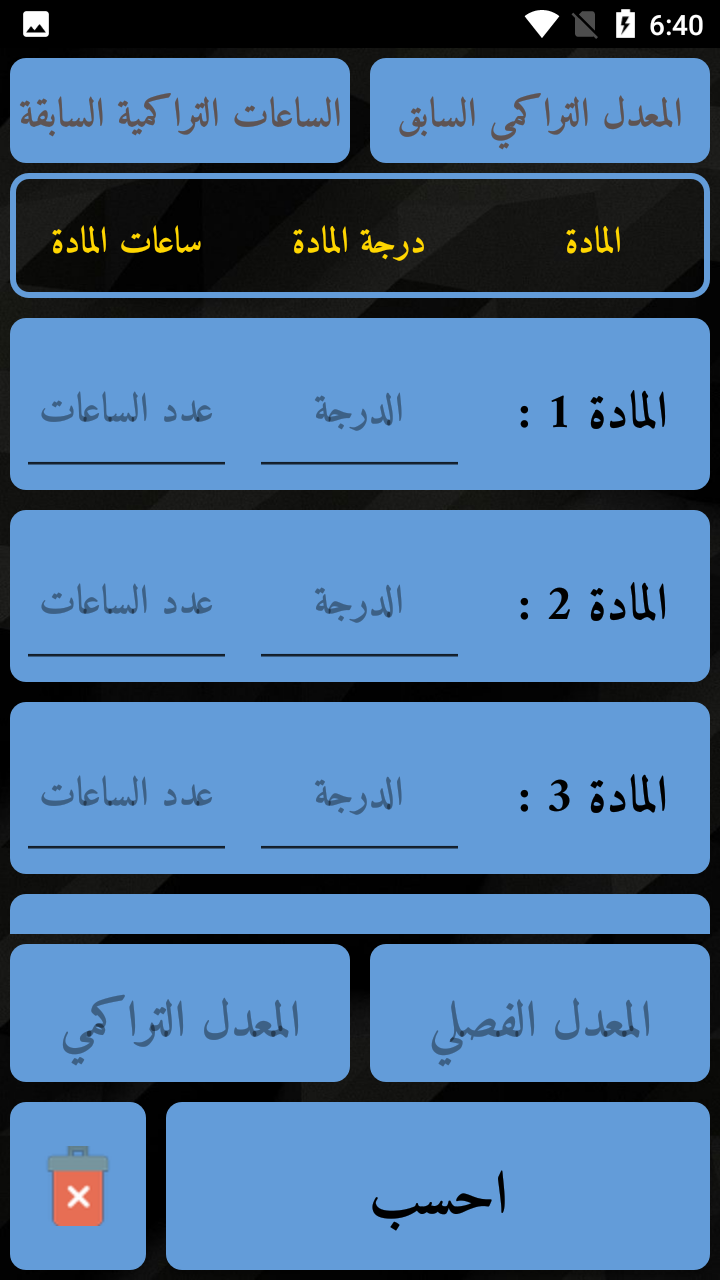 6:40
المعدل التراكمي السابق
الساعات التراكمية السابقة
المادة درجة المادة ساعات المادة
المادة 1 : الدرجة عدد الساعات
المادة 2 : الدرجة عدد الساعات
المادة 3 : الدرجة عدد الساعات
المعدل الفصلي
المعدل التراكمي
احسب